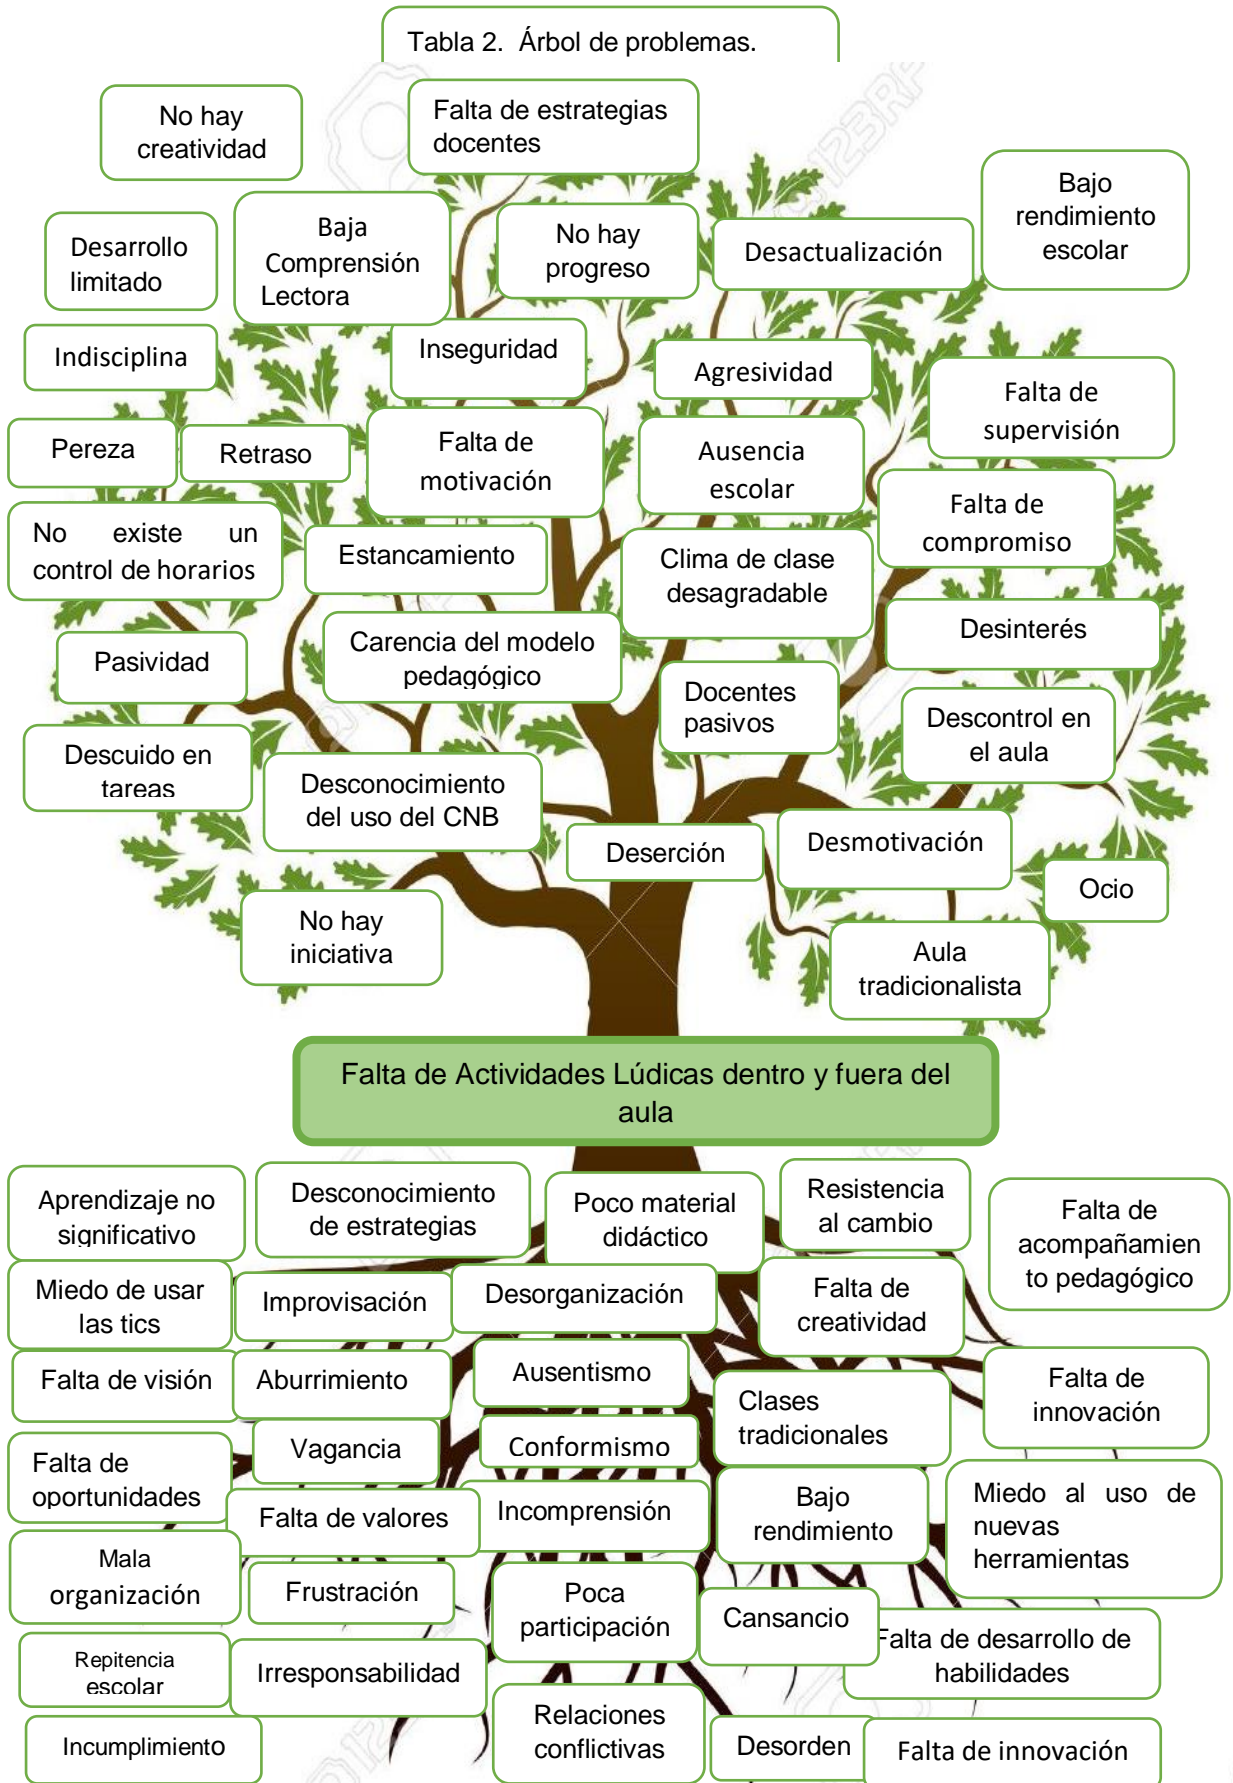 Tabla 2. Árbol de problemas.
No hay
creatividad
Falta de estrategias
docentes
Bajo
rendimiento
escolar
Desarrollo
limitado
Baja
Comprensión
Lectora
No hay
progreso
Desactualización
Indisciplina
Inseguridad
Agresividad
Falta de
supervisión
Pereza
Retraso
Falta de
motivación
Ausencia
escolar
Falta de
compromiso
No existe un
control de horarios
Estancamiento
Clima de clase
desagradable
Desinterés
Pasividad
Carencia del modelo
pedagógico
Docentes
pasivos
Descontrol en
el aula
Descuido en
tareas
Desconocimiento
del uso del CNB
Deserción
Desmotivación
Ocio
No hay
iniciativa
Aula
tradicionalista
Falta de Actividades Lúdicas dentro y fuera del
aula
Aprendizaje no
significativo
Desconocimiento
de estrategias
Poco material
didáctico
Resistencia
al cambio
Falta de
acompañamien
to pedagógico
Miedo de usar
las tics
Improvisación
Desorganización
Falta de
creatividad
Falta de visión
Aburrimiento
Ausentismo
Clases
tradicionales
Falta de
innovación
Falta de
oportunidades
Vagancia
Conformismo
Falta de valores
Incomprensión
Bajo
rendimiento
Miedo al uso de
nuevas
herramientas
Mala
organización
Frustración
Poca
participación
Cansancio
Falta de desarrollo de
habilidades
Repitencia
escolar
Irresponsabilidad
Relaciones
conflictivas
Desorden
Falta de innovación
Incumplimiento